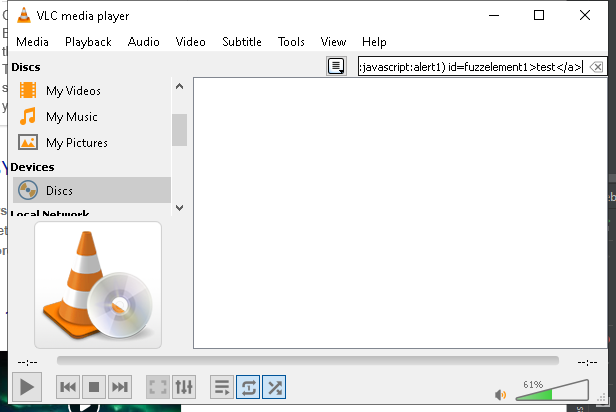 VLC media player
Media Playback Audio Video Subtitle Tools View Help
Discs
:javascript:alert1) id=fuzzelement1>test</a>
My Videos
My Music
My Pictures
Devices
Discs
Local Network
--:--
--:--
61%